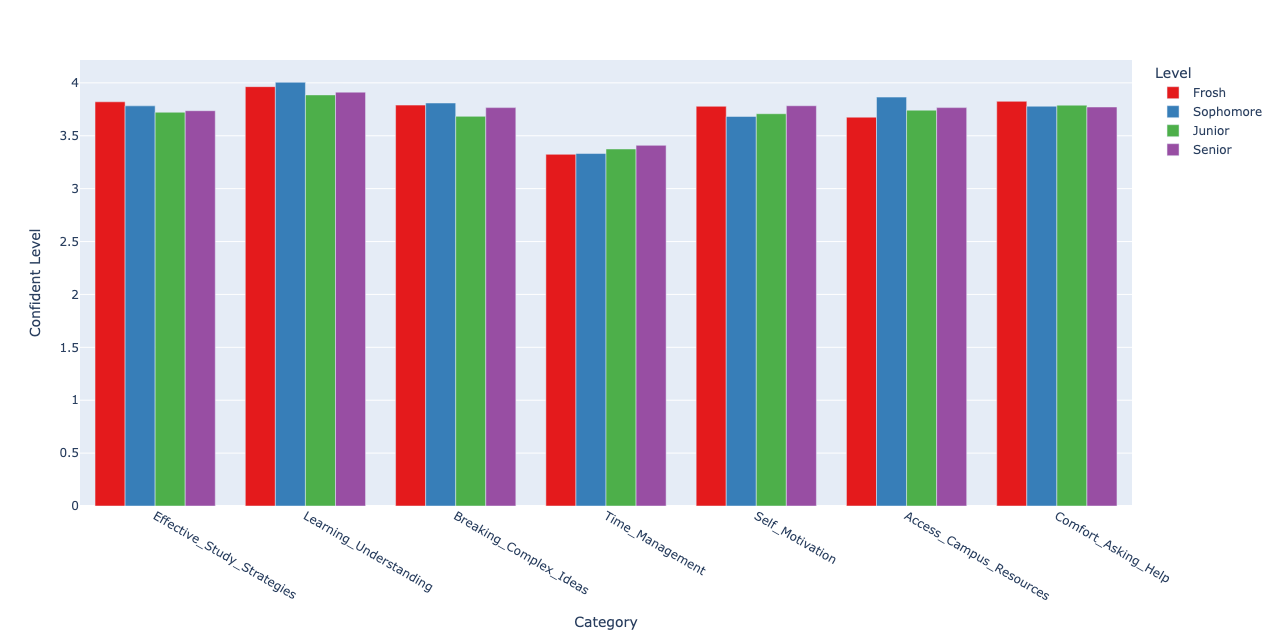 Level
Frosh
Sophomore
Junior
Senior
Confident Level
4
3.5
3
2.5
2
1.5
1
0.5
0
Effective_Study_Strategies
Learning_Understanding
Breaking_Complex_Ideas
Time_Management
Self_Motivation
Access_Campus_Resources
Comfort_Asking_Help
Category